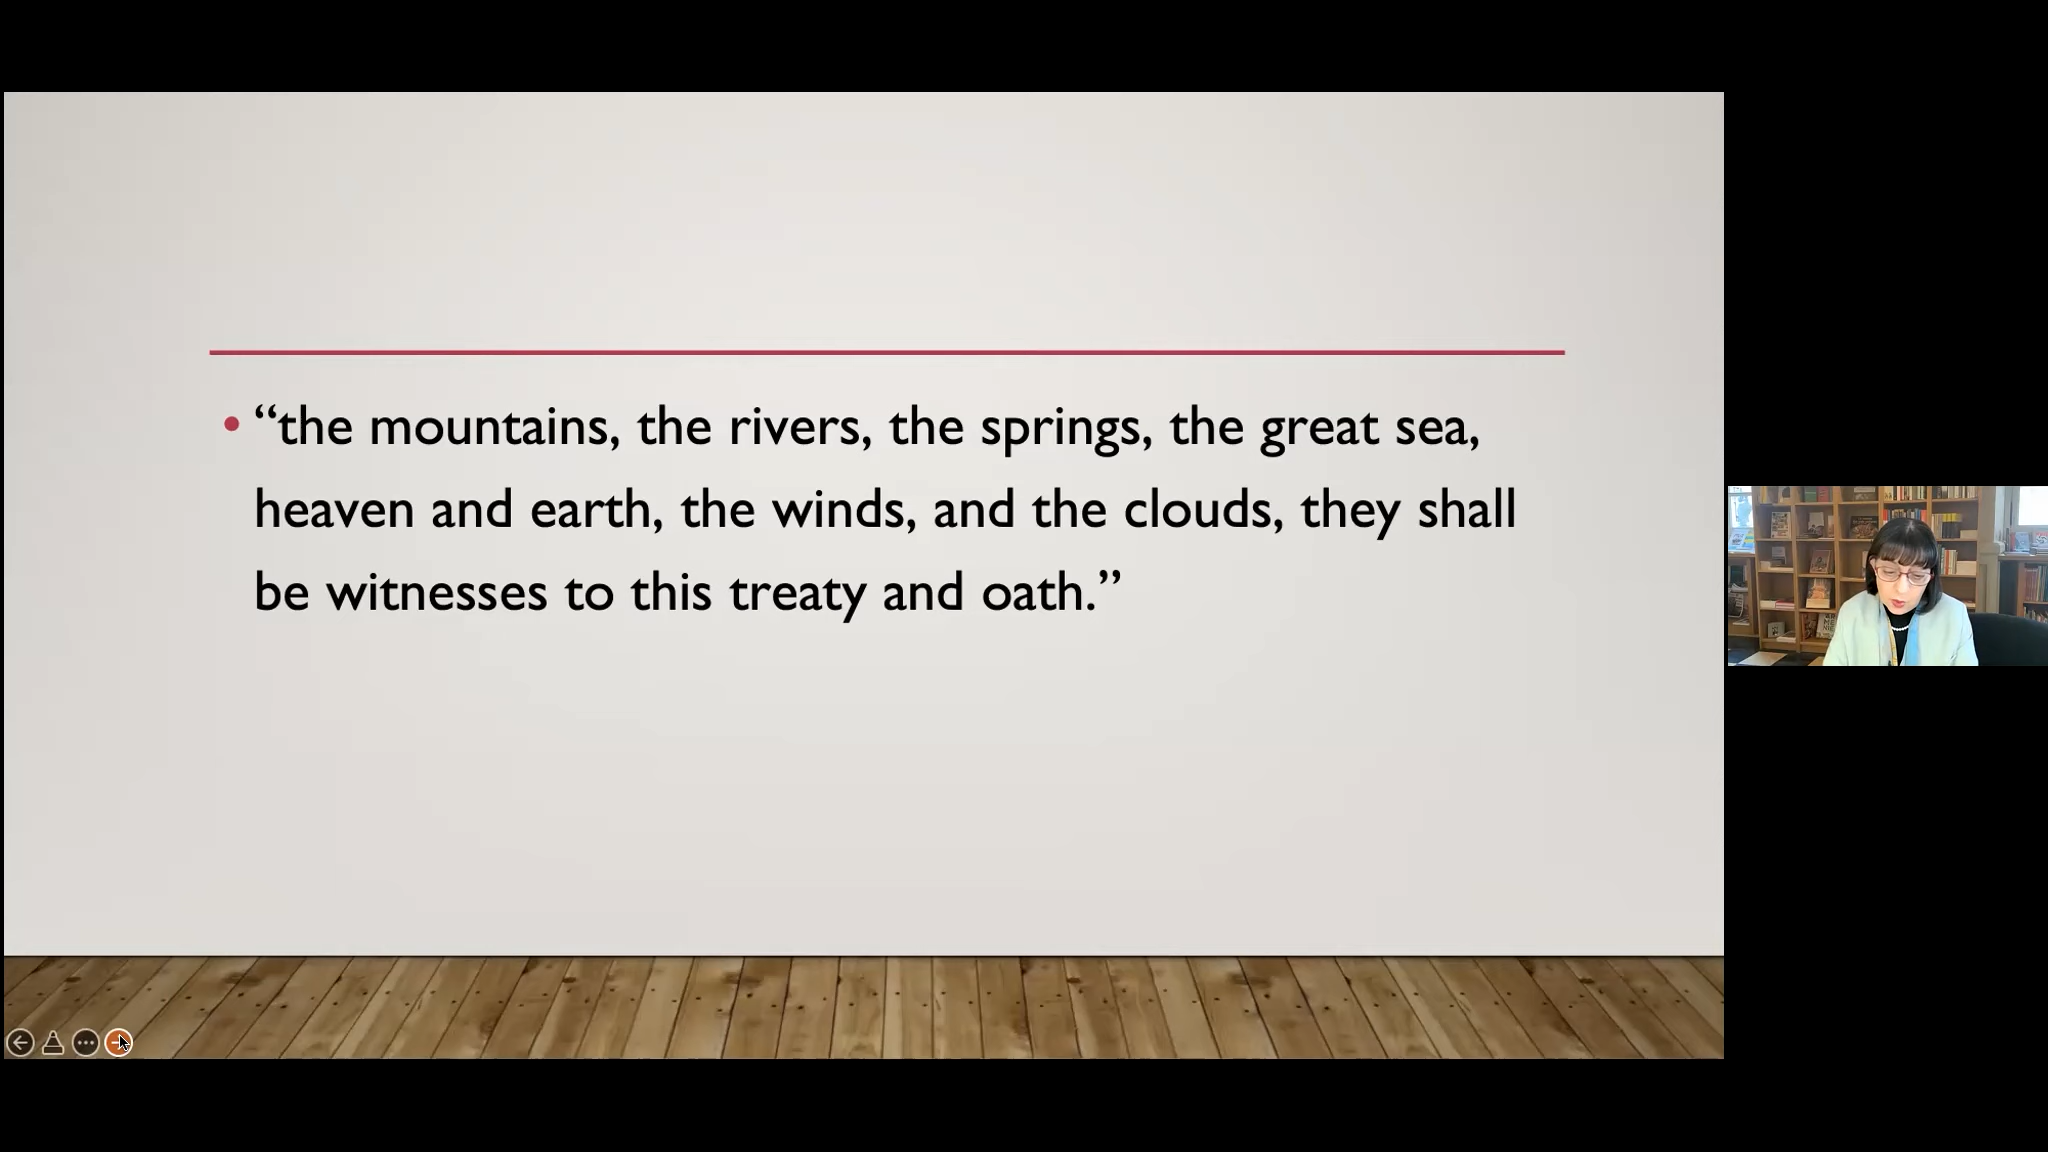 • “the mountains, the rivers, the springs, the great sea,
heaven and earth, the winds, and the clouds, they shall
be witnesses to this treaty and oath.”